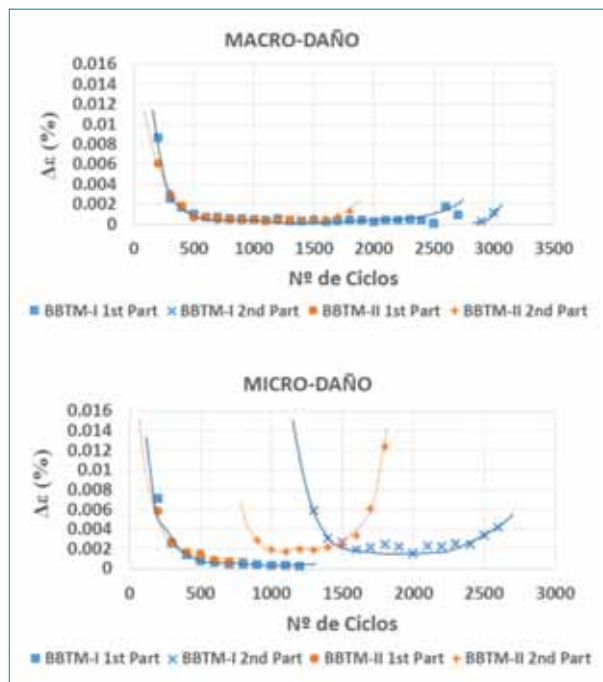 MACRO-DAÑO
0.016
0.014
0.012
0.01
0.008
0.006
0.004
0.002
0
Δε (%)
0 500 1000 1500 2000 2500 3000 3500
Nº de Ciclos
BBTM-I 1st Part BBTM-I 2nd Part BBTM-II 1st Part BBTM-II 2nd Part
MICRO-DAÑO
0.016
0.014
0.012
0.01
0.008
0.006
0.004
0.002
0
Δε (%)
0 500 1000 1500 2000 2500 3000
Nº de Ciclos
BBTM-I 1st Part BBTM-I 2nd Part BBTM-II 1st Part BBTM-II 2nd Part